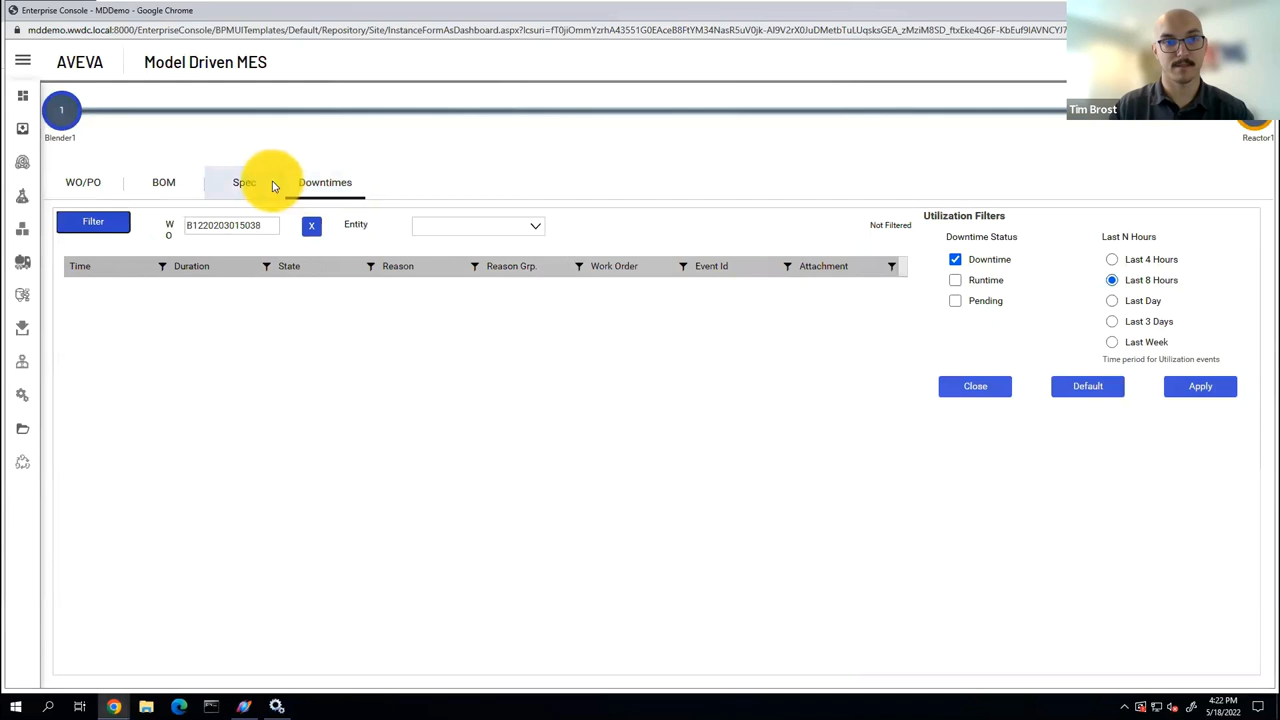 Enterprise Console - MDDemo - Google Chrome
AVEVA Model Driven MES
Tim Brost
1
Blender1 Reactor1
WO/PO BOM Spec Downtimes
Filter WO B1220203015038 X Entity Not Filtered
Utilization Filters
Downtime Status Last N Hours
Time Duration State Reason Reason Grp. Work Order Event Id Attachment
Downtime Last 4 Hours
Runtime Last 8 Hours
Pending Last Day
Last 3 Days
Last Week
Time period for Utilization events
Close Default Apply
4:22 PM
5/18/2022